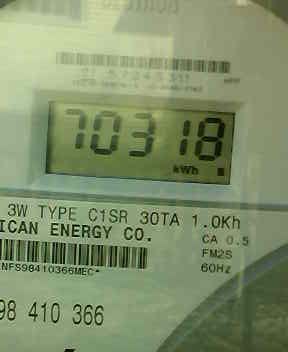 70318
kWh
3W TYPE C1SR 30TA 1.0Kh
ICAN ENERGY CO.
CA 0.5
FM2S
60Hz
NFS98410366MEC*
98 410 366